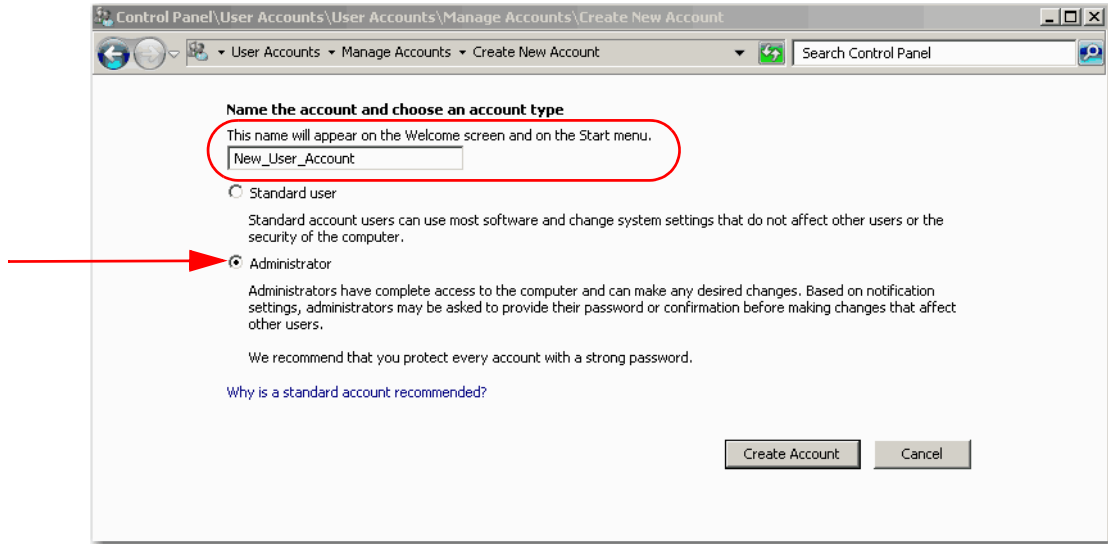 Control Panel\User Accounts\User Accounts\Manage Accounts\Create New Account
User Accounts Manage Accounts Create New Account Search Control Panel
Name the account and choose an account type
This name will appear on the Welcome screen and on the Start menu.
New_User_Account
Standard user
Standard account users can use most software and change system settings that do not affect other users or the
security of the computer.
Administrator
Administrators have complete access to the computer and can make any desired changes. Based on notification
settings, administrators may be asked to provide their password or confirmation before making changes that affect
other users.
We recommend that you protect every account with a strong password.
Why is a standard account recommended?
Create Account Cancel